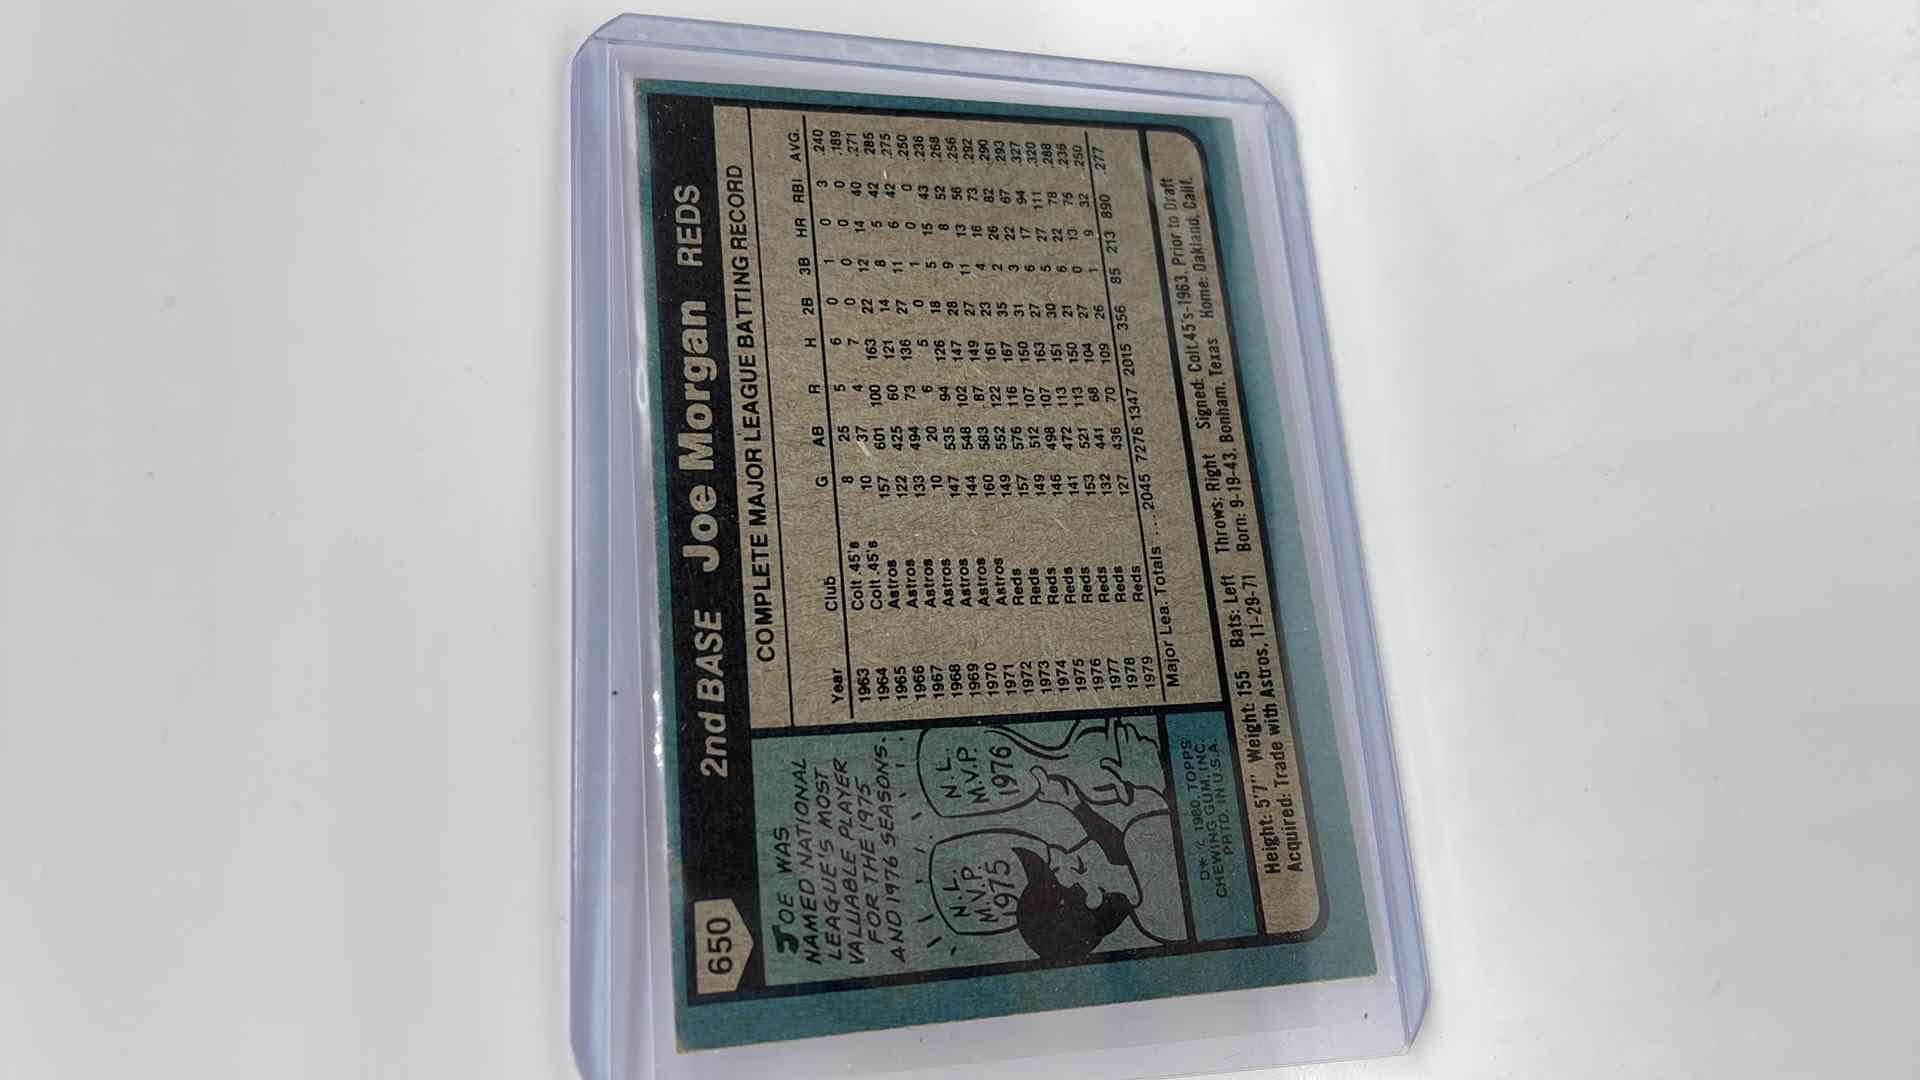 650
2nd BASE Joe Morgan REDS
JOE WAS
NAMED NATIONAL
LEAGUE'S MOST
VALUABLE PLAYER
FOR THE 1975
AND 1976 SEASONS.
N.L.
M.V.P.
1975
N.L.
M.V.P.
1976
D* © 1980. TOPPS
CHEWING GUM, INC.
PRTD. IN U.S.A.
COMPLETE MAJOR LEAGUE BATTING RECORD
Year Club G AB R H 2B 3B HR RBI AVG.
1963 Colt .45's 8 25 5 6 0 1 0 3 .240
1964 Colt .45's 10 37 4 7 0 0 0 0 .189
1965 Astros 157 601 100 163 22 12 14 40 .271
1966 Astros 122 425 60 121 14 8 5 42 .285
1967 Astros 133 494 73 136 27 11 6 42 .275
1968 Astros 10 20 6 5 0 1 0 0 .250
1969 Astros 147 535 94 126 18 5 15 43 .236
1970 Astros 144 548 102 147 28 9 8 52 .268
1971 Astros 160 583 87 149 27 11 13 56 .256
1972 Reds 149 552 122 161 23 4 16 73 .292
1973 Reds 157 576 116 167 35 2 26 82 .290
1974 Reds 149 512 107 150 31 3 22 67 .293
1975 Reds 146 498 107 163 27 6 17 94 .327
1976 Reds 141 472 113 151 30 5 27 111 .320
1977 Reds 153 521 113 150 21 6 22 78 .288
1978 Reds 132 441 68 104 27 0 13 75 .236
1979 Reds 127 436 70 109 26 1 9 32 .250
Major Lea. Totals .... 2045 7276 1347 2015 356 85 213 890 .277
Height: 5'7" Weight: 155 Bats: Left Throws: Right Signed: Colt.45's-1963, Prior to Draft
Acquired: Trade with Astros, 11-29-71 Born: 9-19-43, Bonham, Texas Home: Oakland, Calif.